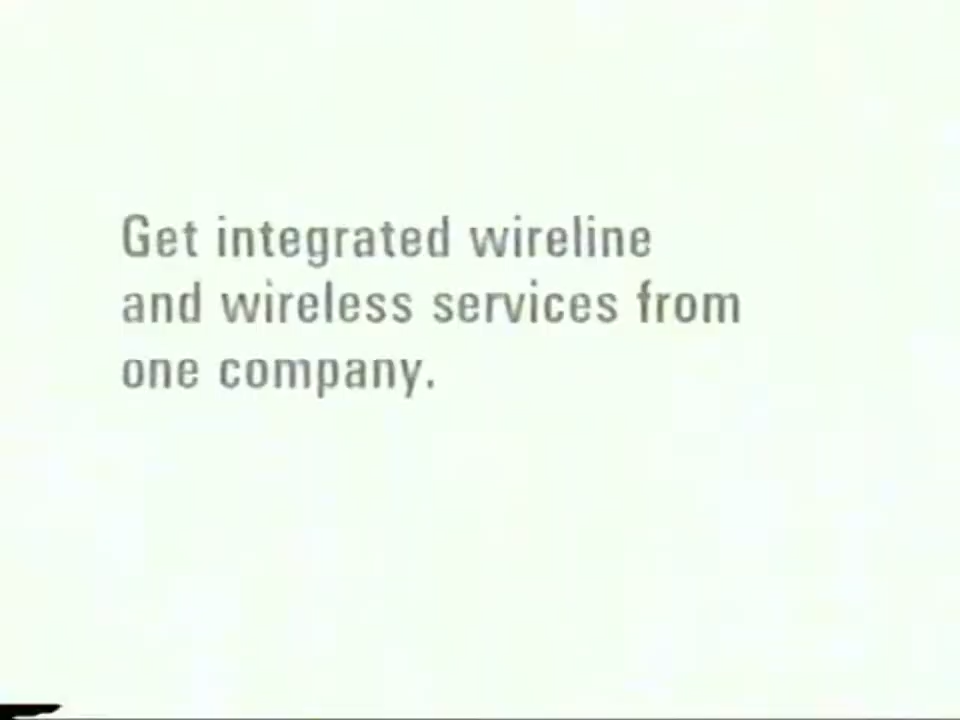 Get integrated wireline
and wireless services from
one company.